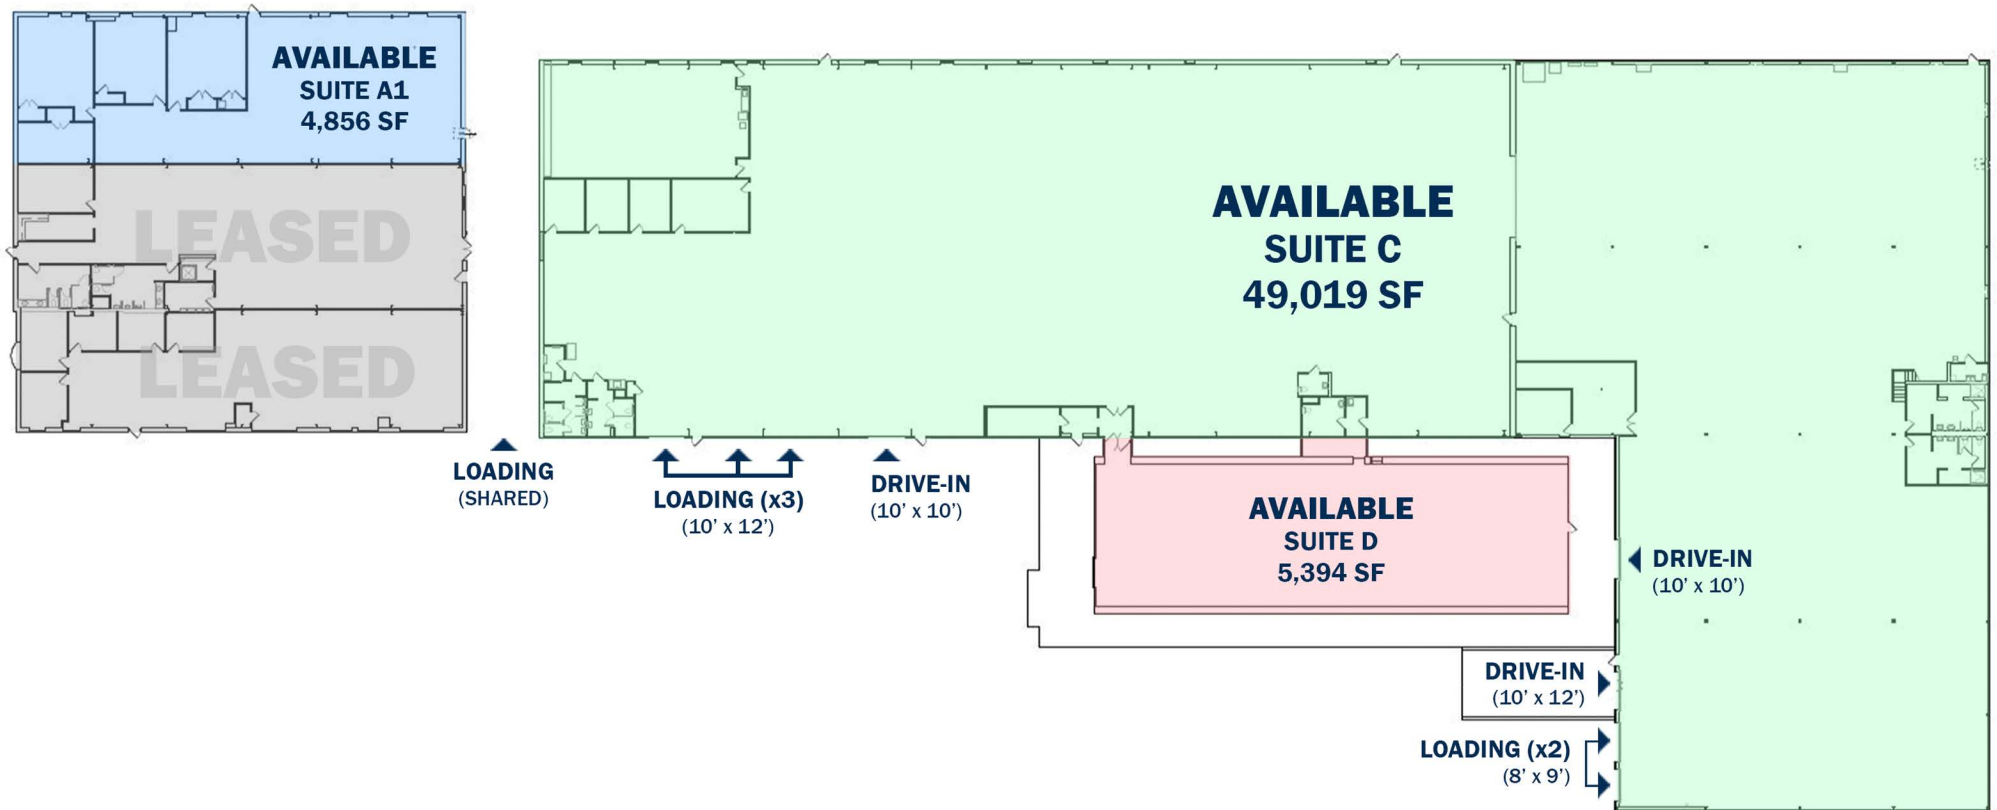 AVAILABLE
SUITE A1
4,856 SF
LEASED
LEASED
AVAILABLE
SUITE C
49,019 SF
LOADING
(SHARED)
LOADING (x3)
(10’ x 12’)
DRIVE-IN
(10’ x 10’)
AVAILABLE
SUITE D
5,394 SF
DRIVE-IN
(10’ x 10’)
DRIVE-IN
(10’ x 12’)
LOADING (x2)
(8’ x 9’)